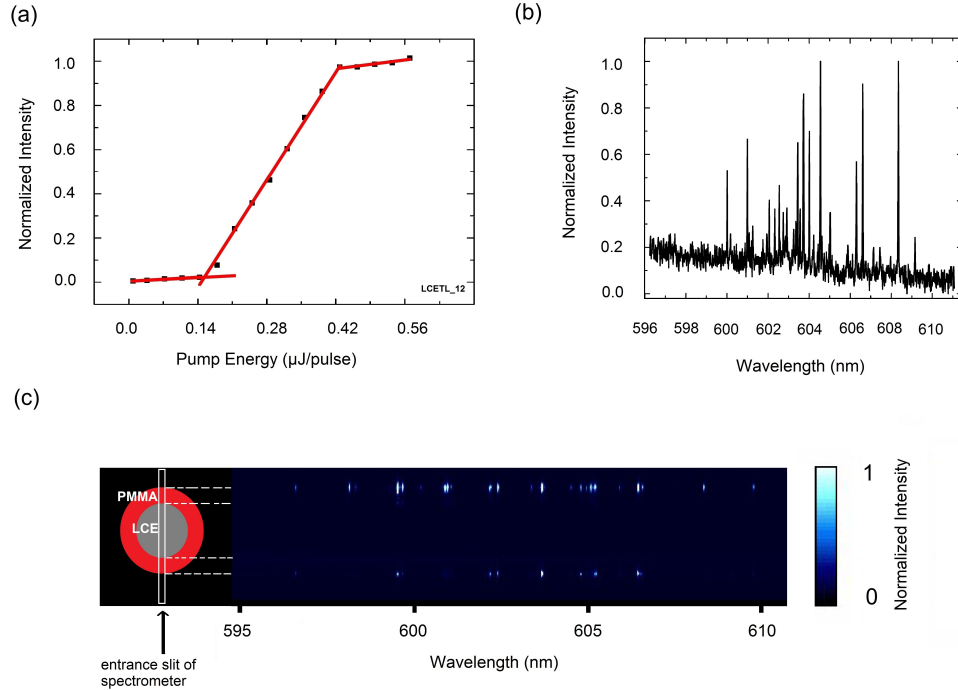 (a)
Normalized Intensity
1.0
0.8
0.6
0.4
0.2
0.0
LCETL_12
0.0 0.14 0.28 0.42 0.56
Pump Energy (µJ/pulse)
(b)
Normalized Intensity
1.0
0.8
0.6
0.4
0.2
0.0
596 598 600 602 604 606 608 610
Wavelength (nm)
(c)
PMMA
LCE
1
0
Normalized Intensity
595 600 605 610
Wavelength (nm)
entrance slit of
spectrometer